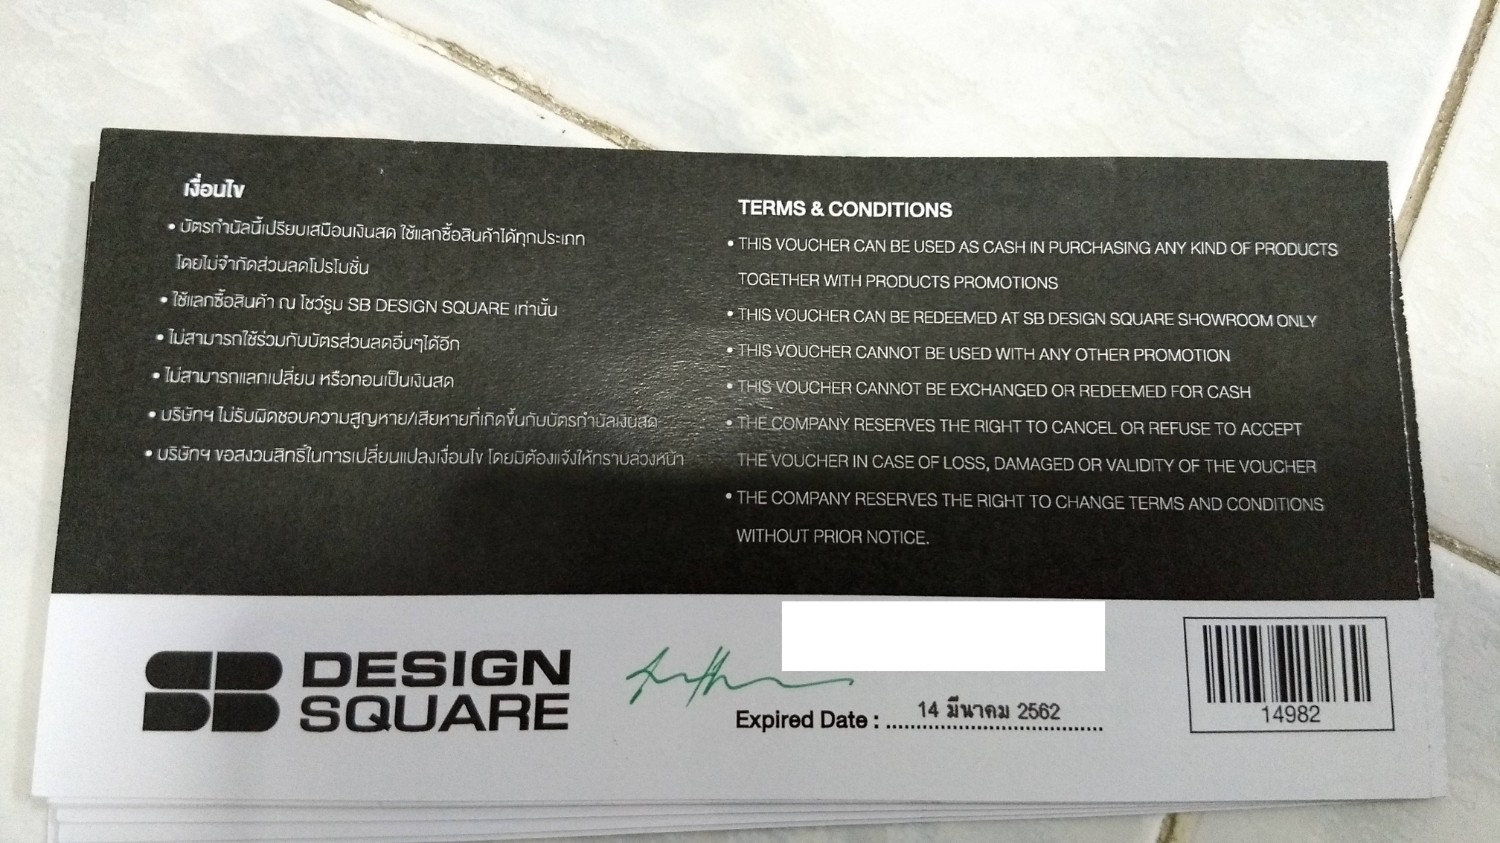 เงื่อนไข
• บัตรกำนัลนี้เปรียบเสมือนเงินสด ใช้แลกซื้อสินค้าได้ทุกประเภท
โดยไม่จำกัดส่วนลดโปรโมชั่น
• ใช้แลกซื้อสินค้า ณ โชว์รูม SB DESIGN SQUARE เท่านั้น
• ไม่สามารถใช้ร่วมกับบัตรส่วนลดอื่นๆได้อีก
• ไม่สามารถแลกเปลี่ยน หรือทอนเป็นเงินสด
• บริษัทฯ ไม่รับผิดชอบความสูญหาย/เสียหายที่เกิดขึ้นกับบัตรกำนัลเงินสด
• บริษัทฯ ขอสงวนสิทธิ์ในการเปลี่ยนแปลงเงื่อนไข โดยมิต้องแจ้งให้ทราบล่วงหน้า
TERMS & CONDITIONS
• THIS VOUCHER CAN BE USED AS CASH IN PURCHASING ANY KIND OF PRODUCTS
TOGETHER WITH PRODUCTS PROMOTIONS
• THIS VOUCHER CAN BE REDEEMED AT SB DESIGN SQUARE SHOWROOM ONLY
• THIS VOUCHER CANNOT BE USED WITH ANY OTHER PROMOTION
• THIS VOUCHER CANNOT BE EXCHANGED OR REDEEMED FOR CASH
• THE COMPANY RESERVES THE RIGHT TO CANCEL OR REFUSE TO ACCEPT
THE VOUCHER IN CASE OF LOSS, DAMAGED OR VALIDITY OF THE VOUCHER
• THE COMPANY RESERVES THE RIGHT TO CHANGE TERMS AND CONDITIONS
WITHOUT PRIOR NOTICE.
SB DESIGN
SQUARE
Expired Date : 14 มีนาคม 2562
14982